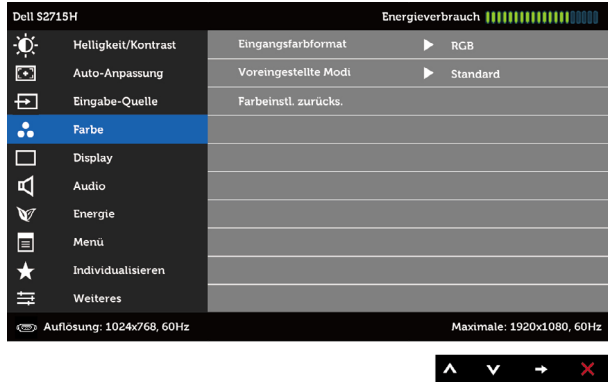 Dell S2715H Energieverbrauch
Helligkeit/Kontrast Eingangsfarbformat RGB
Auto-Anpassung Voreingestellte Modi Standard
Eingabe-Quelle Farbeinstl. zurücks.
Farbe
Display
Audio
Energie
Menü
Individualisieren
Weiteres
Auflösung: 1024x768, 60Hz Maximale: 1920x1080, 60Hz